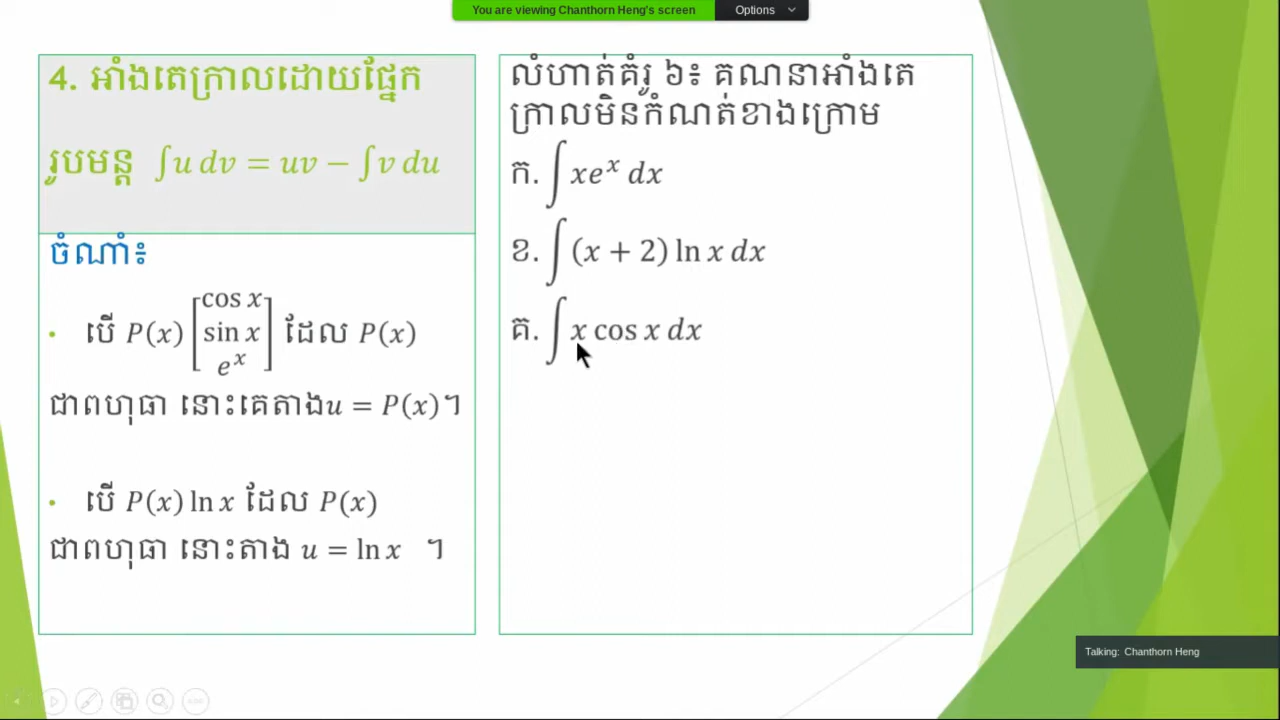 You are viewing Chanthorn Heng's screen
Options
4. អាំងតេក្រាលដោយផ្នែក
រូបមន្ត ∫u dv = uv − ∫v du
ចំណាំ៖
• បើ P(x) [cos x sin x eˣ] ដែល P(x)
ជាពហុធា នោះគេតាងu = P(x)។
• បើ P(x) ln x ដែល P(x)
ជាពហុធា នោះតាង u = ln x ។
លំហាត់គំរូ ៦៖ គណនាអាំងតេ
ក្រាលមិនកំណត់ខាងក្រោម
ក. ∫ xeˣ dx
ខ. ∫ (x + 2) ln x dx
គ. ∫ x cos x dx
Talking: Chanthorn Heng